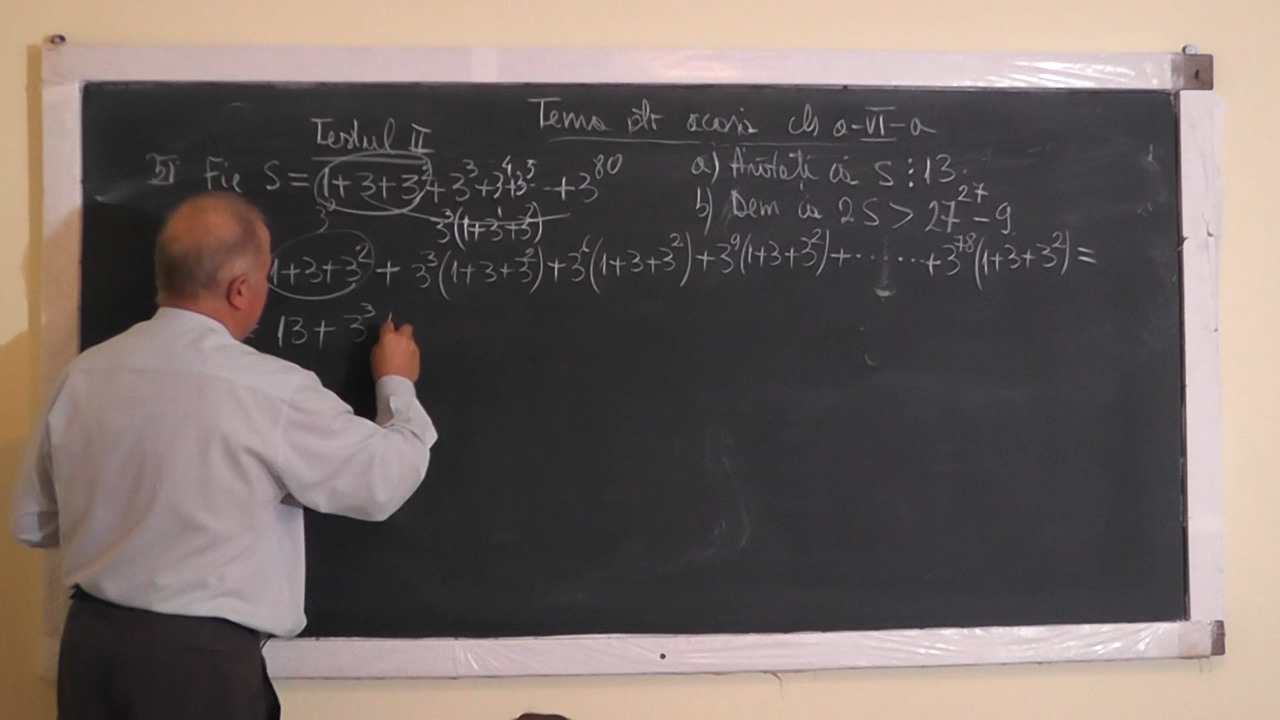 Testul II Tema ptr acasă cls a-VI-a
5) Fie S = 1+3+3²+3³+3⁴+3⁵ ··+3⁸⁰ a) Arătați că S ⋮ 13.
3³(1+3+3²) b) Dem că 2S > 27²⁷-9
1+3+3² + 3³(1+3+3²)+3⁶(1+3+3²)+3⁹(1+3+3²)+·······+3⁷⁸(1+3+3²)=
= 13+3³